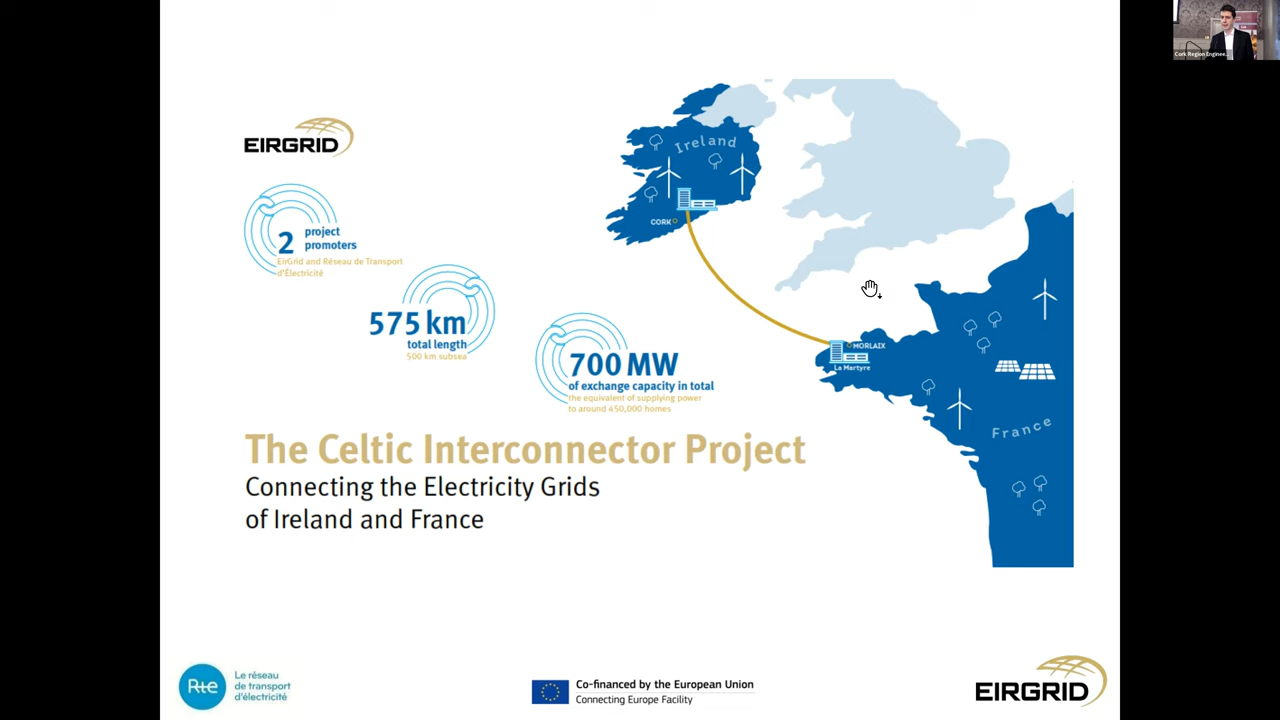 Cork Region Enginee...
EIRGRID
Ireland
2
project
promoters
EirGrid and Réseau de Transport
d'Électricité
CORK
575 km
total length
500 km subsea
700 MW
of exchange capacity in total
the equivalent of supplying power
to around 450,000 homes
MORLAIX
La Martyre
France
The Celtic Interconnector Project
Connecting the Electricity Grids
of Ireland and France
Rte
Le réseau
de transport
d'électricité
Co-financed by the European Union
Connecting Europe Facility
EIRGRID